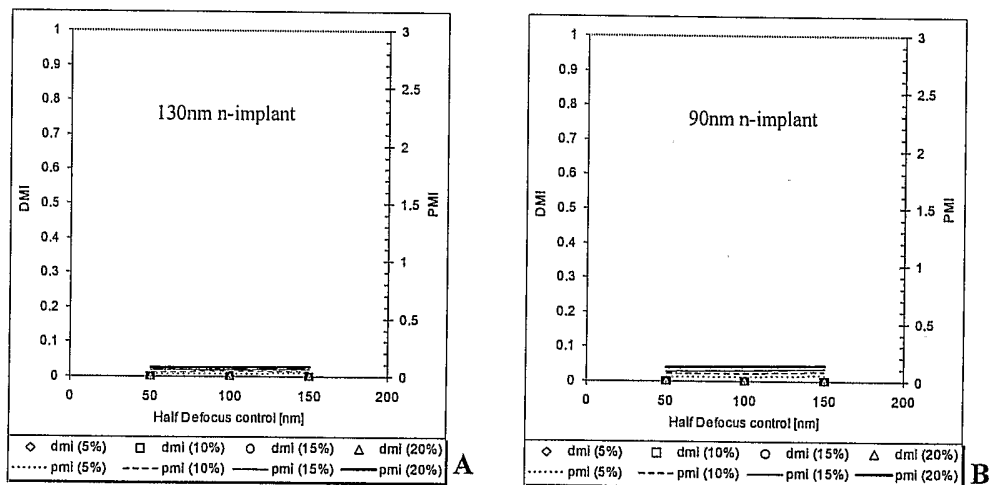 130nm n-implant
DMI
1
0.9
0.8
0.7
0.6
0.5
0.4
0.3
0.2
0.1
0
3
2.5
2
1.5
1
0.5
0
PMI
0 50 100 150 200
Half Defocus control [nm]
dmi (5%) dmi (10%) dmi (15%) dmi (20%)
pmi (5%) pmi (10%) pmi (15%) pmi (20%)
A
90nm n-implant
DMI
1
0.9
0.8
0.7
0.6
0.5
0.4
0.3
0.2
0.1
0
3
2.5
2
1.5
1
0.5
0
PMI
0 50 100 150 200
Half Defocus control [nm]
dmi (5%) dmi (10%) dmi (15%) dmi (20%)
pmi (5%) pmi (10%) pmi (15%) pmi (20%)
B